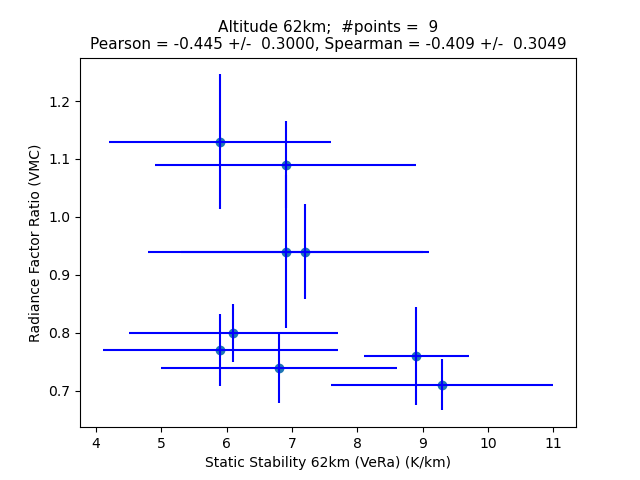 Altitude 62km;  #points =  9
Pearson = -0.445 +/-  0.3000, Spearman = -0.409 +/-  0.3049
1.2
1.1
1.0
0.9
0.8
0.7
Radiance Factor Ratio (VMC)
4 5 6 7 8 9 10 11
Static Stability 62km (VeRa) (K/km)